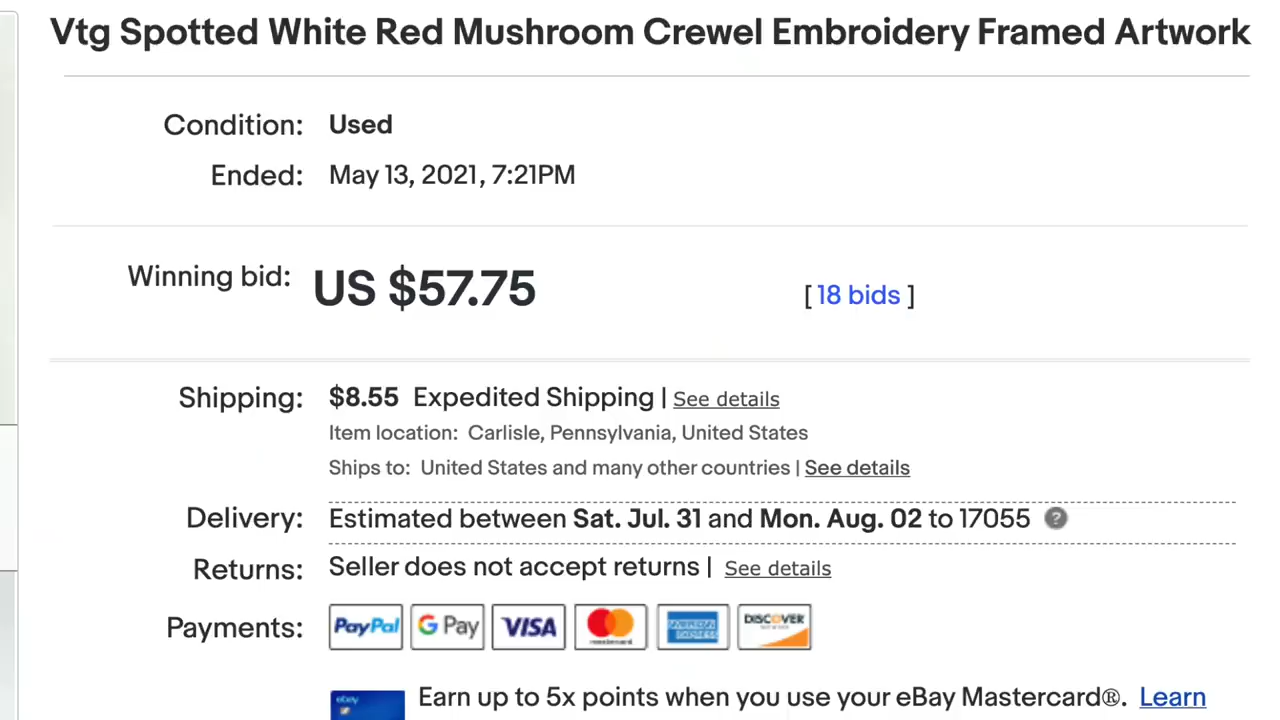 Vtg Spotted White Red Mushroom Crewel Embroidery Framed Artwork
Condition: Used
Ended: May 13, 2021, 7:21PM
Winning bid: US $57.75 [ 18 bids ]
Shipping: $8.55 Expedited Shipping | See details
Item location: Carlisle, Pennsylvania, United States
Ships to: United States and many other countries | See details
Delivery: Estimated between Sat. Jul. 31 and Mon. Aug. 02 to 17055 ?
Returns: Seller does not accept returns | See details
Payments: PayPal G Pay VISA mastercard AMERICAN EXPRESS DISCOVER
ebay Earn up to 5x points when you use your eBay Mastercard®. Learn